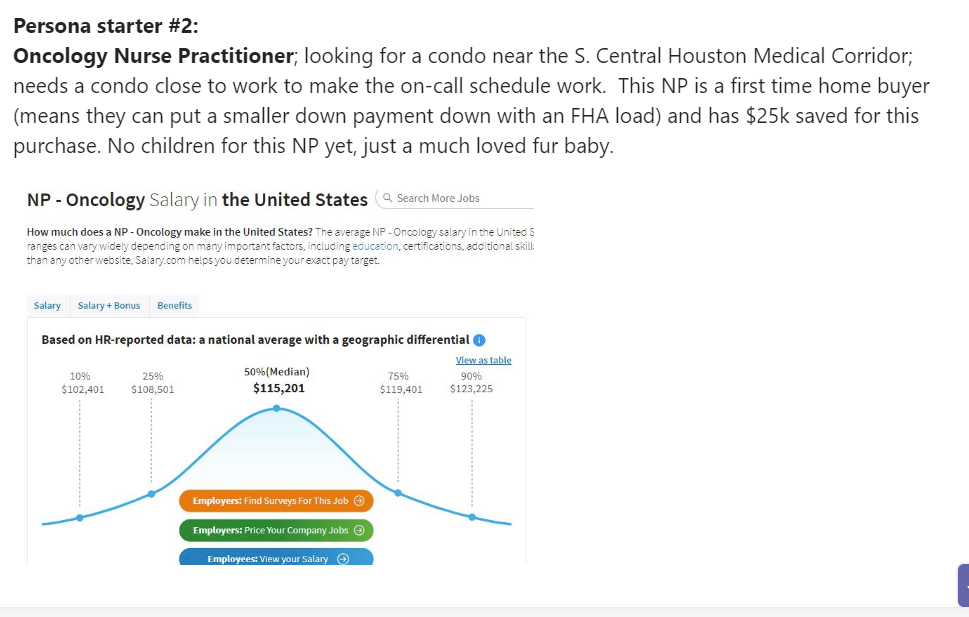 Persona starter #2:
Oncology Nurse Practitioner; looking for a condo near the S. Central Houston Medical Corridor;
needs a condo close to work to make the on-call schedule work.  This NP is a first time home buyer
(means they can put a smaller down payment down with an FHA load) and has $25k saved for this
purchase. No children for this NP yet, just a much loved fur baby.
NP - Oncology Salary in the United States
Search More Jobs
How much does a NP - Oncology make in the United States? The average NP - Oncology salary in the United S
ranges can vary widely depending on many important factors, including education, certifications, additional skills
than any other website, Salary.com helps you determine your exact pay target.
Salary Salary + Bonus Benefits
Based on HR-reported data: a national average with a geographic differential
View as table
10% 25% 50%(Median) 75% 90%
$102,401 $108,501 $115,201 $119,401 $123,225
Employers: Find Surveys For This Job
Employers: Price Your Company Jobs
Employees: View your Salary